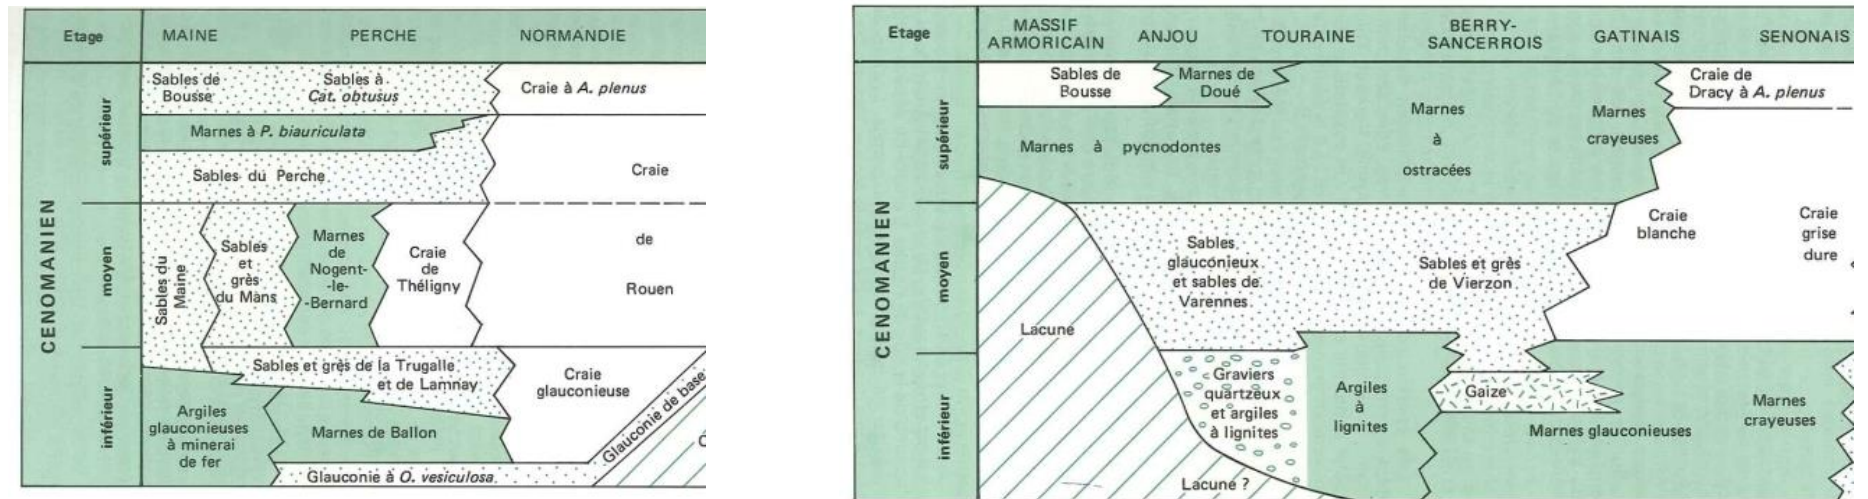 Etage
MAINE
PERCHE
NORMANDIE
CENOMANIEN
supérieur
moyen
inférieur
Sables de
Bousse
Sables à
Cat. obtusus
Craie à A. plenus
Marnes à P. biauriculata
Sables du Perche
Craie
de
Rouen
Sables du
Maine
Sables
et
grès
du Mans
Marnes
de
Nogent-
-le-
-Bernard
Craie
de
Théligny
Sables et grès de la Trugalle
et de Lamnay
Craie
glauconieuse
Argiles
glauconieuses
à minerai
de fer
Marnes de Ballon
Glauconie de base
Glauconie à O. vesiculosa
Etage
MASSIF
ARMORICAIN
ANJOU
TOURAINE
BERRY-
SANCERROIS
GATINAIS
SENONAIS
CENOMANIEN
supérieur
moyen
inférieur
Sables de
Bousse
Marnes de
Doué
Craie de
Dracy à A. plenus
Marnes à pycnodontes
Marnes
à
ostracées
Marnes
crayeuses
Lacune
Sables
glauconieux
et sables de
Varennes
Sables et grès
de Vierzon
Craie
blanche
Craie
grise
dure
Graviers
quartzeux
et argiles
à lignites
Argiles
à
lignites
Gaize
Marnes glauconieuses
Marnes
crayeuses
Lacune ?